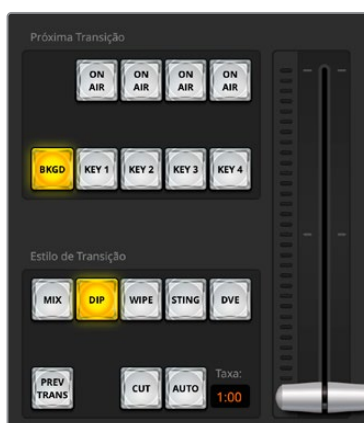 Próxima Transição
ON AIR ON AIR ON AIR ON AIR
BKGD KEY 1 KEY 2 KEY 3 KEY 4
Estilo de Transição
MIX DIP WIPE STING DVE
Taxa:
PREV TRANS CUT AUTO 1:00